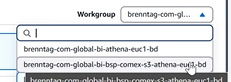 Workgroup brenntag-com-gl...
brenntag-com-global-bi-athena-euc1-bd
brenntag-com-global-bi-bsp-comex-s3-athena-euc1-bd
brenntag-com-global-bi-bsp-comex-s3-athena-euc1-bd